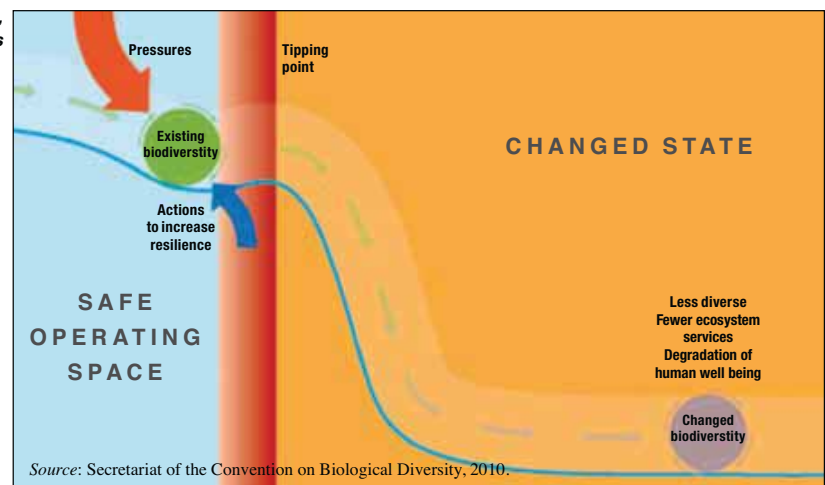 s
Pressures
Tipping
point
Existing
biodiverstity
CHANGED STATE
Actions
to increase
resilience
SAFE
OPERATING
SPACE
Less diverse
Fewer ecosystem
services
Degradation of
human well being
Changed
biodiverstity
Source: Secretariat of the Convention on Biological Diversity, 2010.